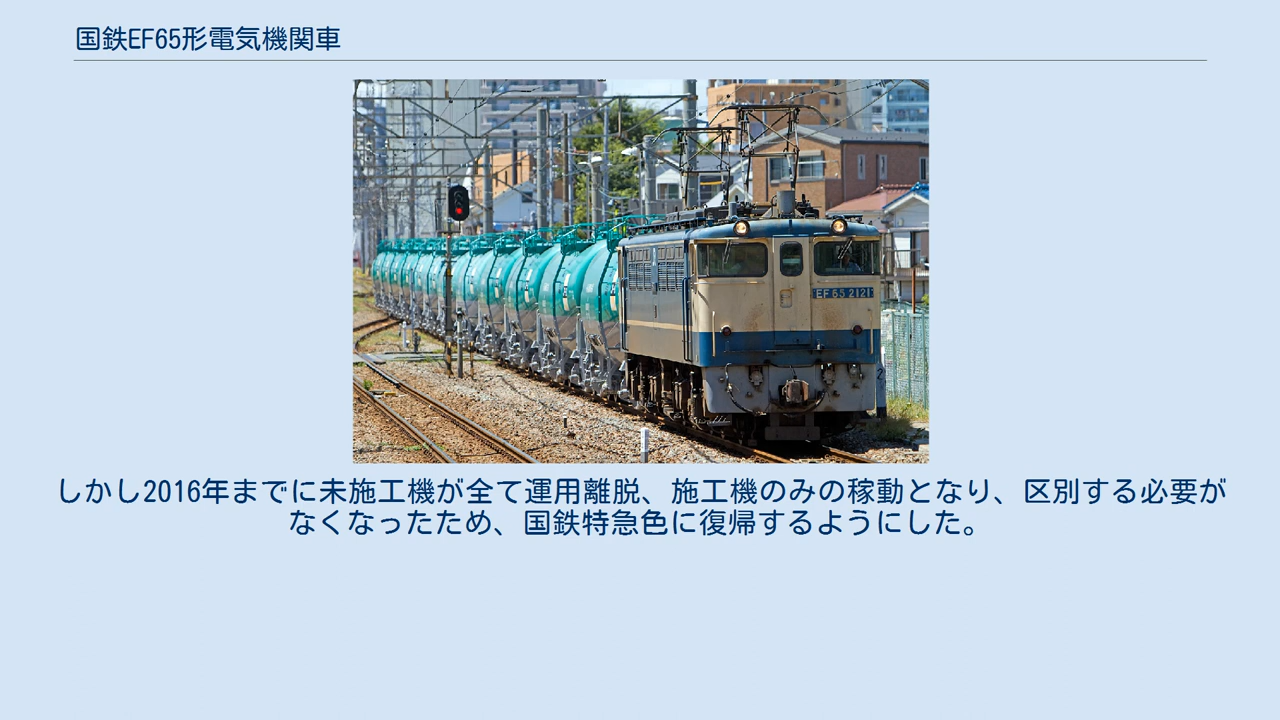 国鉄EF65形電気機関車
EF65 2121
しかし2016年までに未施工機が全て運用離脱、施工機のみの稼動となり、区別する必要が
なくなったため、国鉄特急色に復帰するようにした。